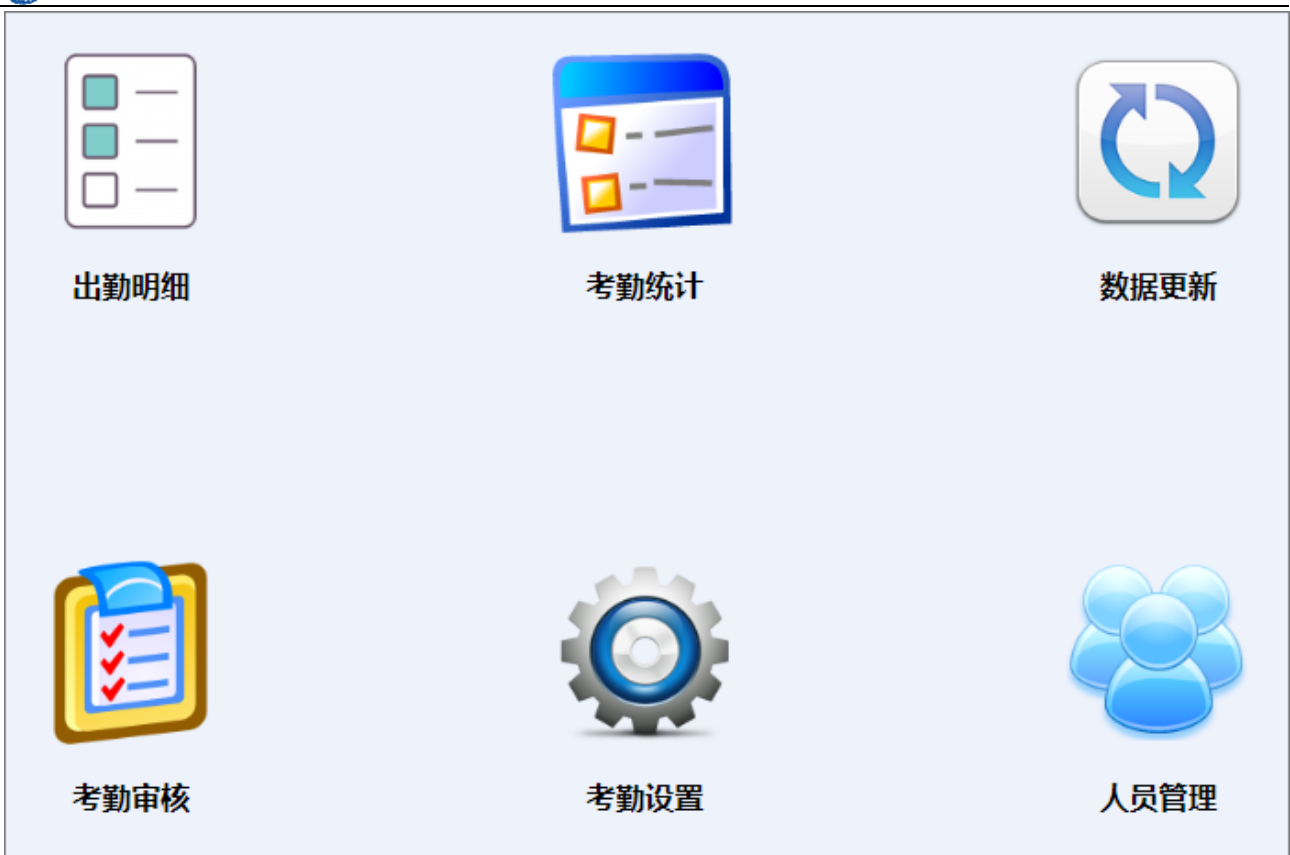 出勤明细
考勤统计
数据更新
考勤审核
考勤设置
人员管理